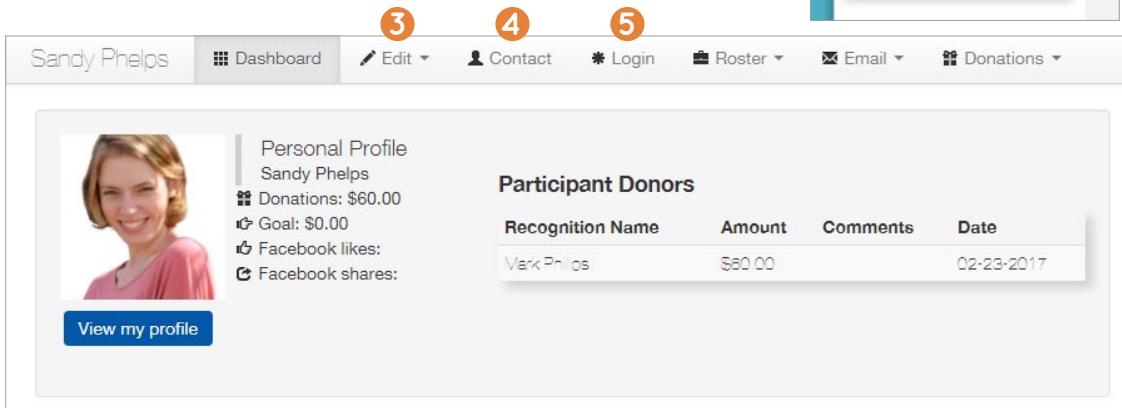 3 4 5
Sandy Phelps Dashboard Edit Contact Login Roster Email Donations
Personal Profile
Sandy Phelps
Donations: $60.00
Goal: $0.00
Facebook likes:
Facebook shares:
View my profile
Participant Donors
Recognition Name Amount Comments Date
Mark Philips $60.00 02-23-2017